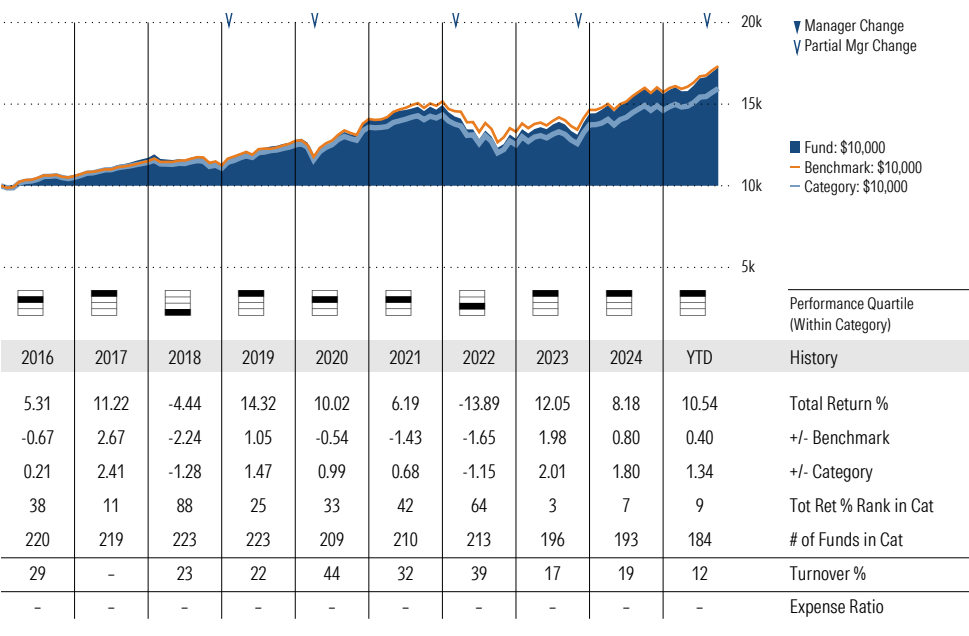 20k
15k
10k
5k
Manager Change
Partial Mgr Change
Fund: $10,000
Benchmark: $10,000
Category: $10,000
Performance Quartile
(Within Category)
2016 2017 2018 2019 2020 2021 2022 2023 2024 YTD History
5.31 11.22 -4.44 14.32 10.02 6.19 -13.89 12.05 8.18 10.54 Total Return %
-0.67 2.67 -2.24 1.05 -0.54 -1.43 -1.65 1.98 0.80 0.40 +/- Benchmark
0.21 2.41 -1.28 1.47 0.99 0.68 -1.15 2.01 1.80 1.34 +/- Category
38 11 88 25 33 42 64 3 7 9 Tot Ret % Rank in Cat
220 219 223 223 209 210 213 196 193 184 # of Funds in Cat
29 – 23 22 44 32 39 17 19 12 Turnover %
– – – – – – – – – – Expense Ratio